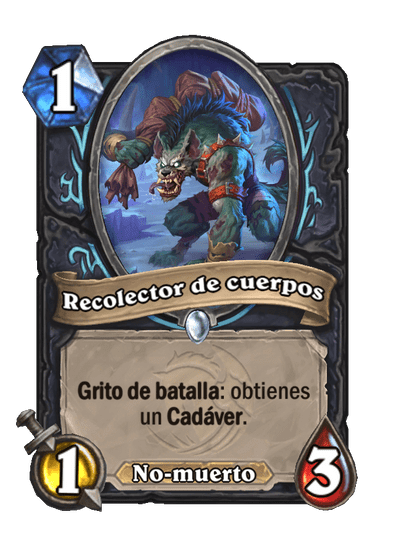 1
Recolector de cuerpos
Grito de batalla: obtienes
un Cadáver.
1
No-muerto
3